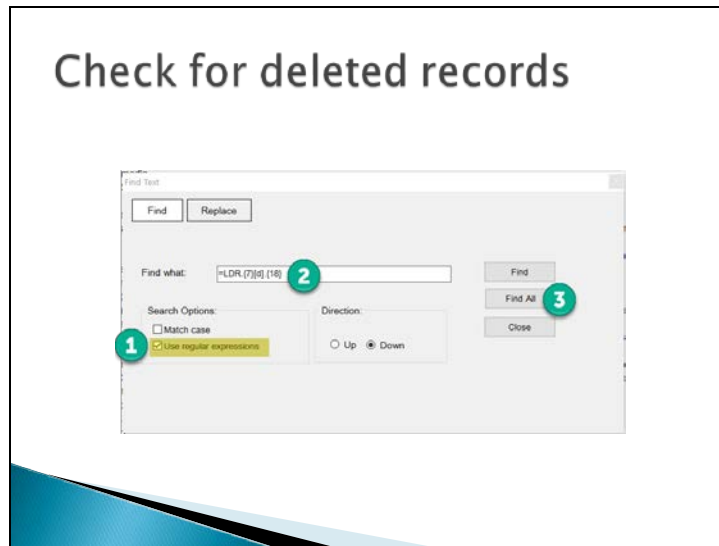 Check for deleted records
Find Text
Find Replace
Find what: =LDR.{7}[d].{18} 2 Find
Find All 3
Search Options: Direction:
Match case Close
1 Use regular expressions Up Down